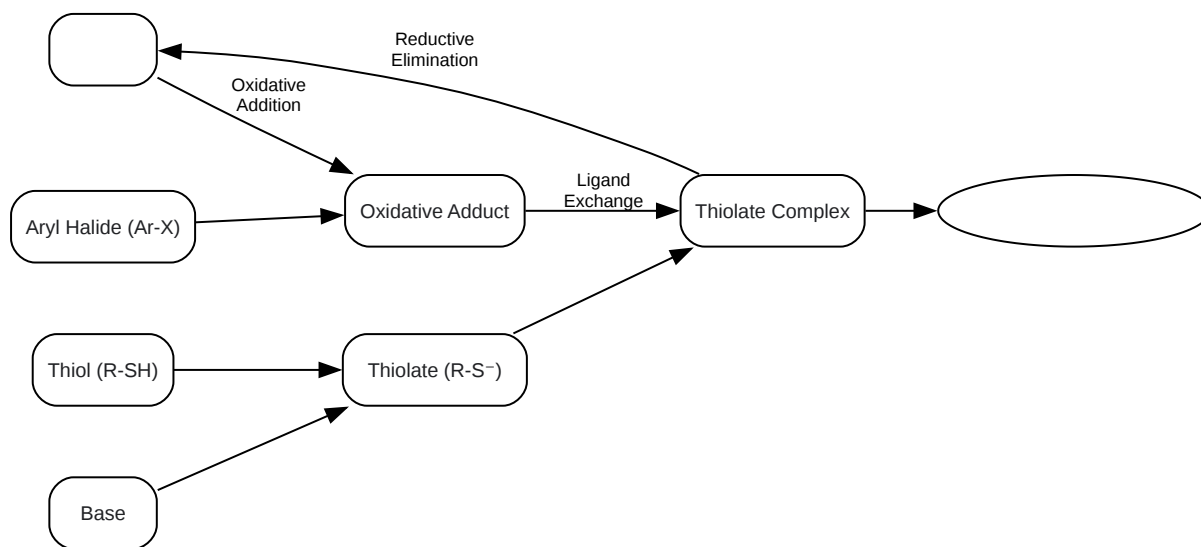 Reductive
Elimination
Oxidative
Addition
Ligand
Exchange
Oxidative Adduct
Thiolate Complex
Aryl Halide (Ar-X)
Thiol (R-SH)
Thiolate (R-S⁻)
Base